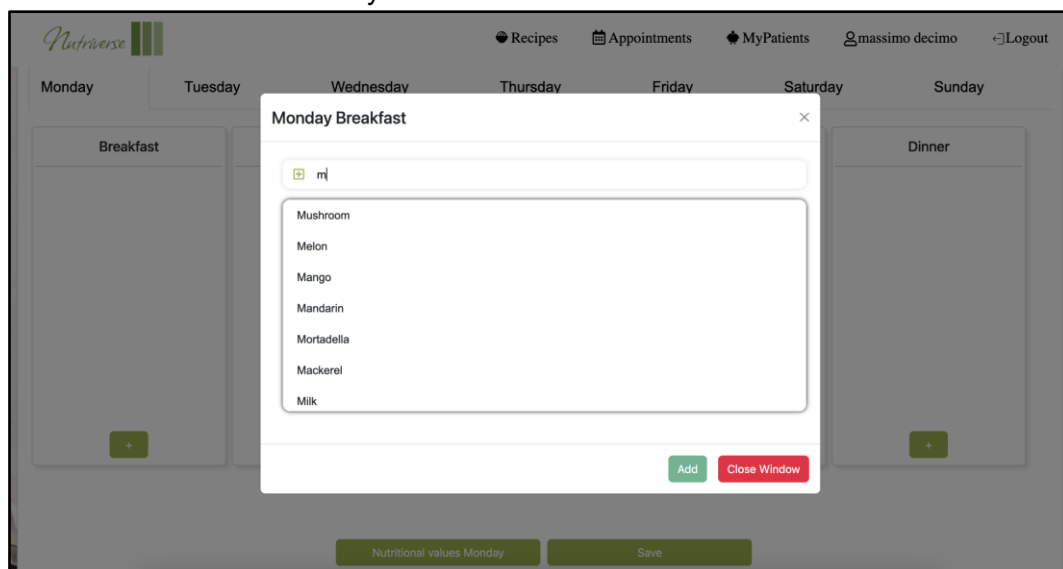 Nutriverse
Recipes Appointments MyPatients massimo decimo Logout
Monday Tuesday Wednesday Thursday Friday Saturday Sunday
Monday Breakfast ×
Breakfast Dinner
m
Mushroom
Melon
Mango
Mandarin
Mortadella
Mackerel
Milk
+ +
Add Close Window
Nutritional values Monday Save